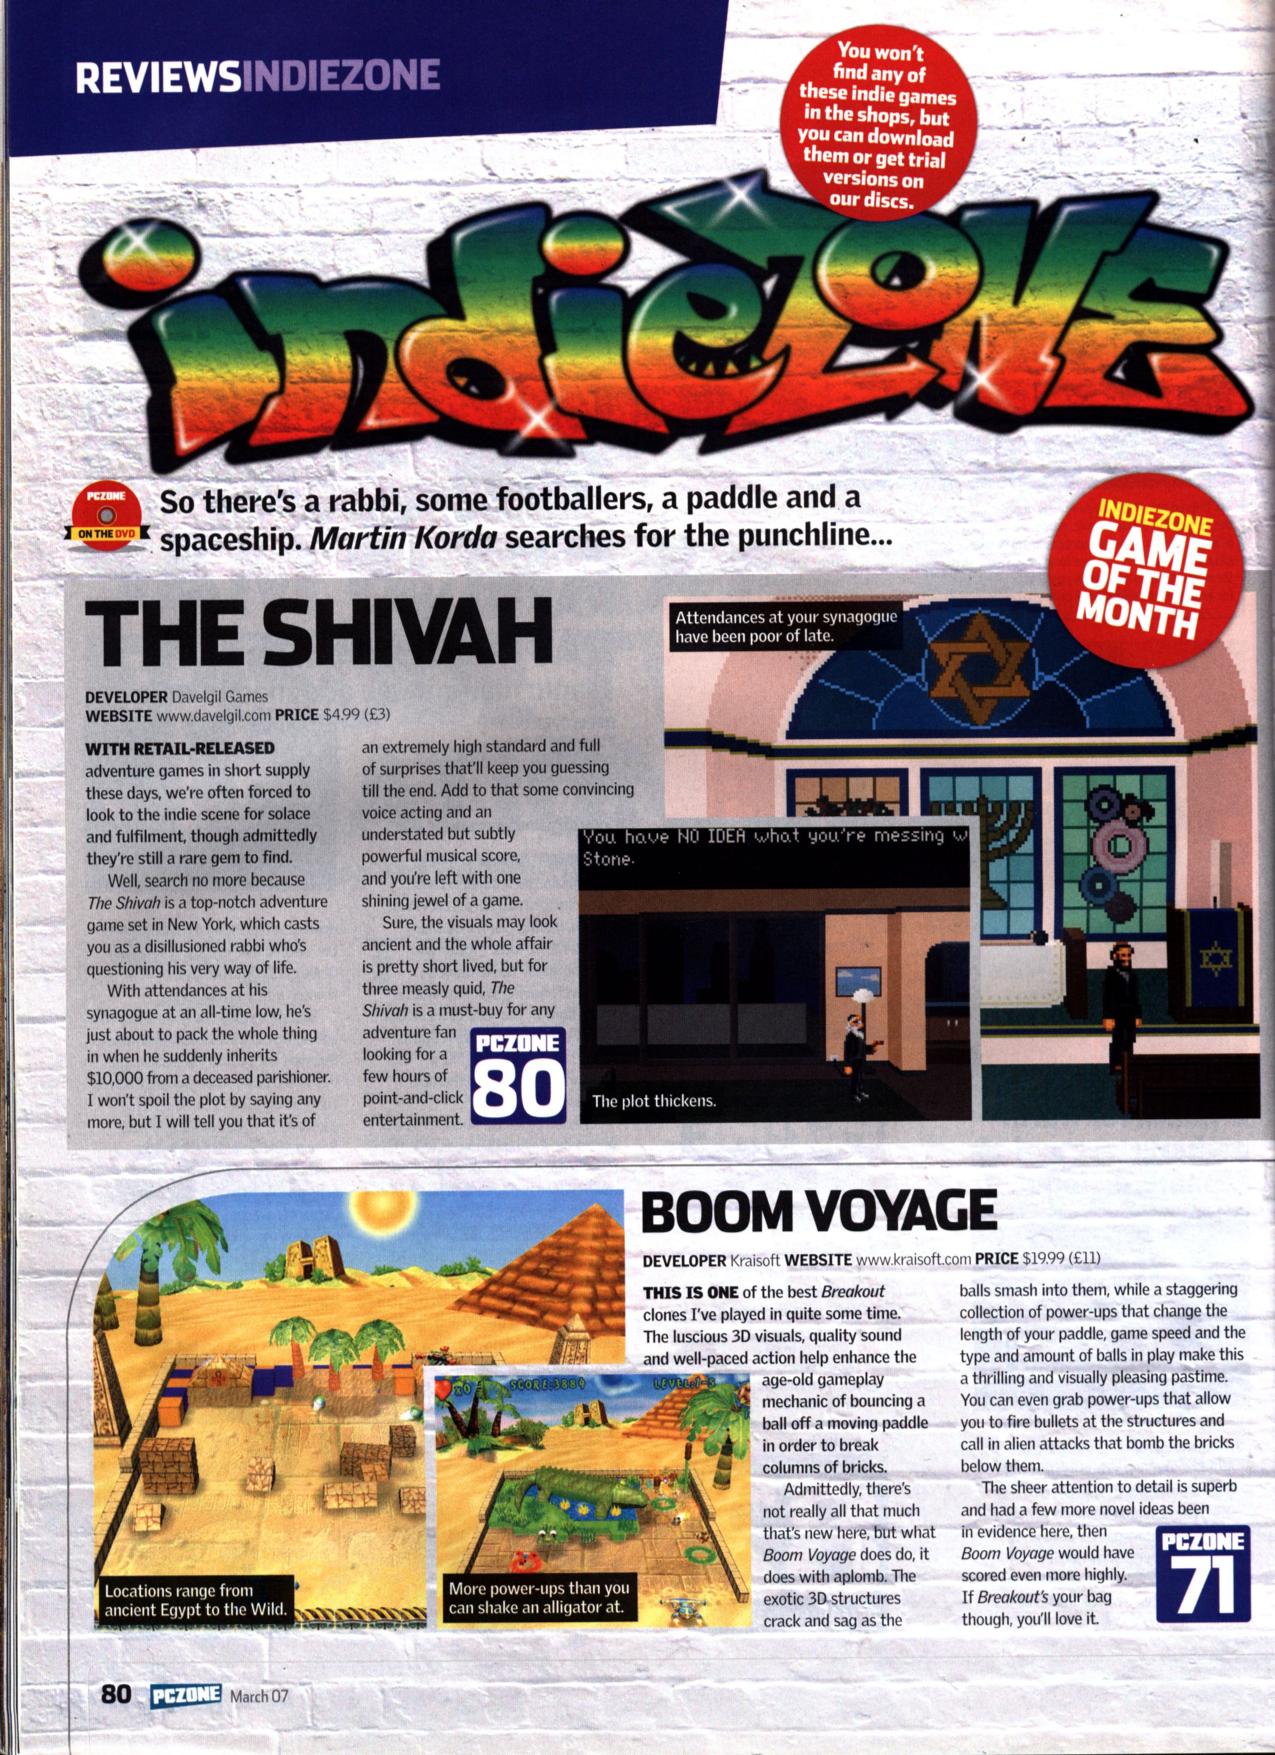 REVIEWSINDIEZONE
You won't
find any of
these indie games
in the shops, but
you can download
them or get trial
versions on
our discs.
indiezone
PCZONE
ON THE DVD
So there's a rabbi, some footballers, a paddle and a
spaceship. Martin Korda searches for the punchline...
INDIEZONE
GAME
OF THE
MONTH
THE SHIVAH
DEVELOPER Davelgil Games
WEBSITE www.davelgil.com PRICE $4.99 (£3)
WITH RETAIL-RELEASED
adventure games in short supply
these days, we're often forced to
look to the indie scene for solace
and fulfilment, though admittedly
they're still a rare gem to find.
Well, search no more because
The Shivah is a top-notch adventure
game set in New York, which casts
you as a disillusioned rabbi who's
questioning his very way of life.
With attendances at his
synagogue at an all-time low, he's
just about to pack the whole thing
in when he suddenly inherits
$10,000 from a deceased parishioner.
I won't spoil the plot by saying any
more, but I will tell you that it's of
an extremely high standard and full
of surprises that'll keep you guessing
till the end. Add to that some convincing
voice acting and an
understated but subtly
powerful musical score,
and you're left with one
shining jewel of a game.
Sure, the visuals may look
ancient and the whole affair
is pretty short lived, but for
three measly quid, The
Shivah is a must-buy for any
adventure fan
looking for a
few hours of
point-and-click
entertainment.
PCZONE
80
Attendances at your synagogue
have been poor of late.
You have NO IDEA what you're messing w
Stone.
The plot thickens.
BOOM VOYAGE
DEVELOPER Kraisoft WEBSITE www.kraisoft.com PRICE $19.99 (£11)
THIS IS ONE of the best Breakout
clones I've played in quite some time.
The luscious 3D visuals, quality sound
and well-paced action help enhance the
age-old gameplay
mechanic of bouncing a
ball off a moving paddle
in order to break
columns of bricks.
Admittedly, there's
not really all that much
that's new here, but what
Boom Voyage does do, it
does with aplomb. The
exotic 3D structures
crack and sag as the
balls smash into them, while a staggering
collection of power-ups that change the
length of your paddle, game speed and the
type and amount of balls in play make this
a thrilling and visually pleasing pastime.
You can even grab power-ups that allow
you to fire bullets at the structures and
call in alien attacks that bomb the bricks
below them.
The sheer attention to detail is superb
and had a few more novel ideas been
in evidence here, then
Boom Voyage would have
scored even more highly.
If Breakout's your bag
though, you'll love it.
PCZONE
71
Locations range from
ancient Egypt to the Wild.
SCORE:3884
LEVEL:1-5
More power-ups than you
can shake an alligator at.
80 PCZONE March 07